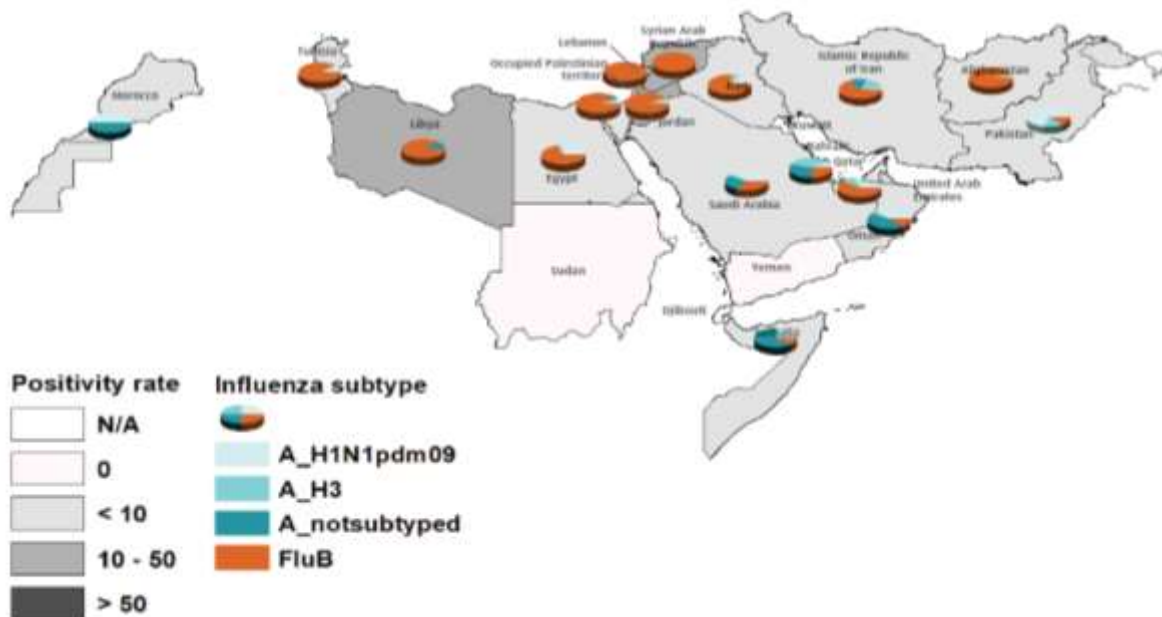 Syrian Arab
Lebanon
Tunisia
Occupied Palestinian
territory
Islamic Republic
of Iran
Afghanistan
Morocco
Libya
Jordan
Kuwait
Pakistan
Bahrain
Qatar
Egypt
Saudi Arabia
United Arab
Emirates
Oman
Sudan
Yemen
Djibouti
Positivity rate
N/A
0
< 10
10 - 50
> 50
Influenza subtype
A_H1N1pdm09
A_H3
A_notsubtyped
FluB